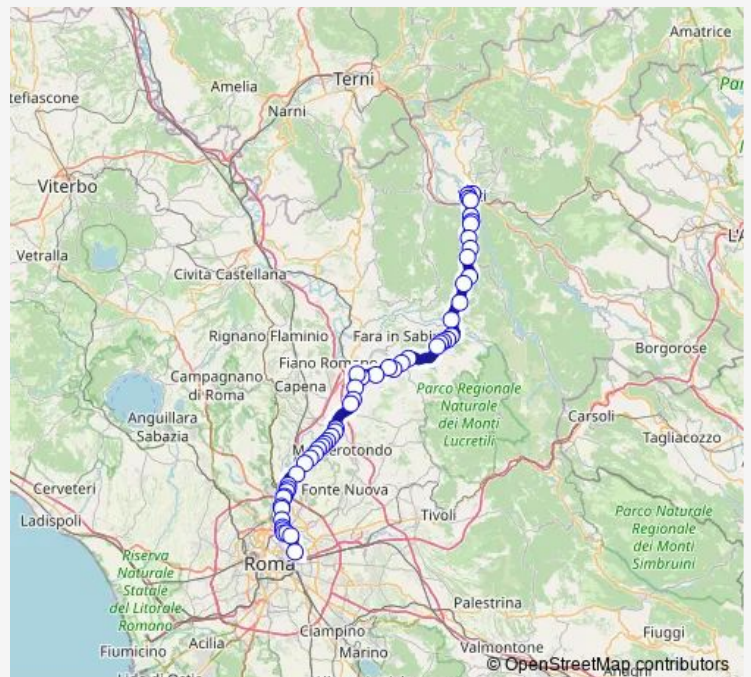 Amatrice
Terni
Amelia
tefiascone
Narni
Viterbo
Vetralla
Civita Castellana
Rignano Flaminio
Fara in Sabin
Borgorose
Fiano Romano
Campagnano
di Roma
Capena
Parco Regionale
Naturale
dei Monti
Lucretili
Anguillara
Sabazia
Carsoli
Tagliacozzo
Cerveteri
Fonte Nuova
Ladispoli
Tivoli
Parco Naturale
Regionale
dei Monti
Simbruini
Riserva
Naturale
Statale
del Litorale
Romano
Roma
Palestrina
Ciampino
Fiuggi
Acilia
Fiumicino
Marino
Valmontone
© OpenStreetMap contributors